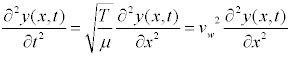 ∂²y(x,t)/∂t² = √(T/μ) ∂²y(x,t)/∂x² = v_w² ∂²y(x,t)/∂x²